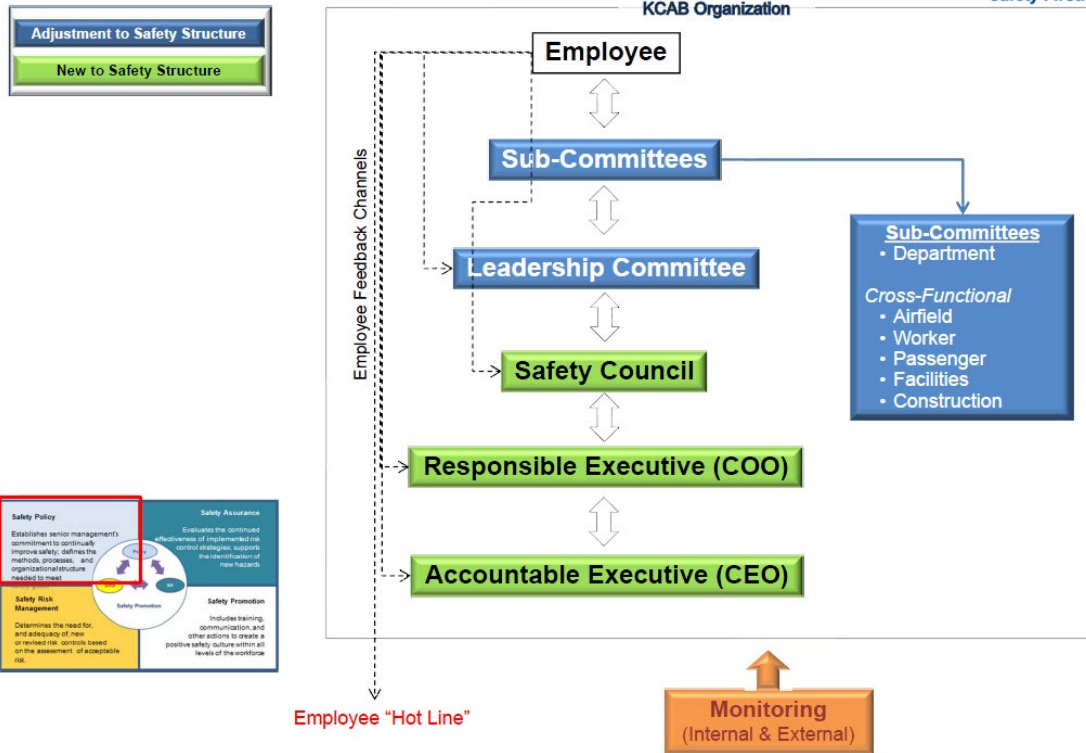 KCAB Organization
Adjustment to Safety Structure
New to Safety Structure
Employee
Sub-Committees
Leadership Committee
Safety Council
Responsible Executive (COO)
Accountable Executive (CEO)
Employee Feedback Channels
Sub-Committees
• Department
Cross-Functional
• Airfield
• Worker
• Passenger
• Facilities
• Construction
Safety Policy
Establishes senior management's
commitment to continually
improve safety; defines the
methods, processes, and
organizational structure
needed to meet
Safety Assurance
Evaluates the continued
effectiveness of implemented risk
control strategies; supports
the identification of
new hazards
Policy
SA
Safety Promotion
Safety Risk
Management
Determines the need for,
and adequacy of, new
or revised risk controls based
on the assessment of acceptable
risk.
Safety Promotion
Includes training,
communication, and
other actions to create a
positive safety culture within all
levels of the workforce
Employee “Hot Line”
Monitoring
(Internal & External)